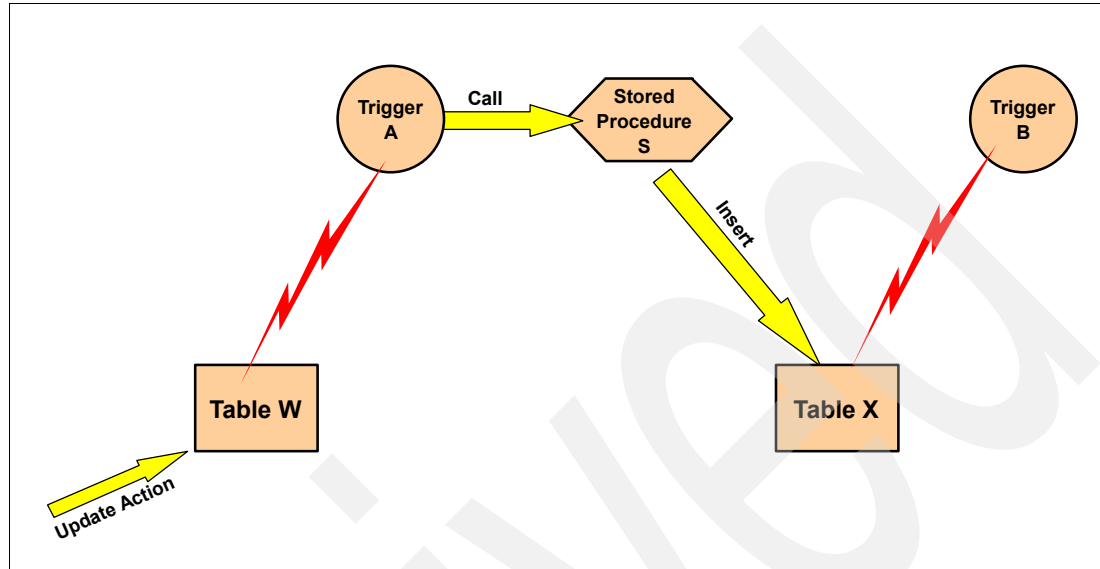 Trigger
A
Call
Stored
Procedure
S
Trigger
B
Insert
Table W
Table X
Update Action